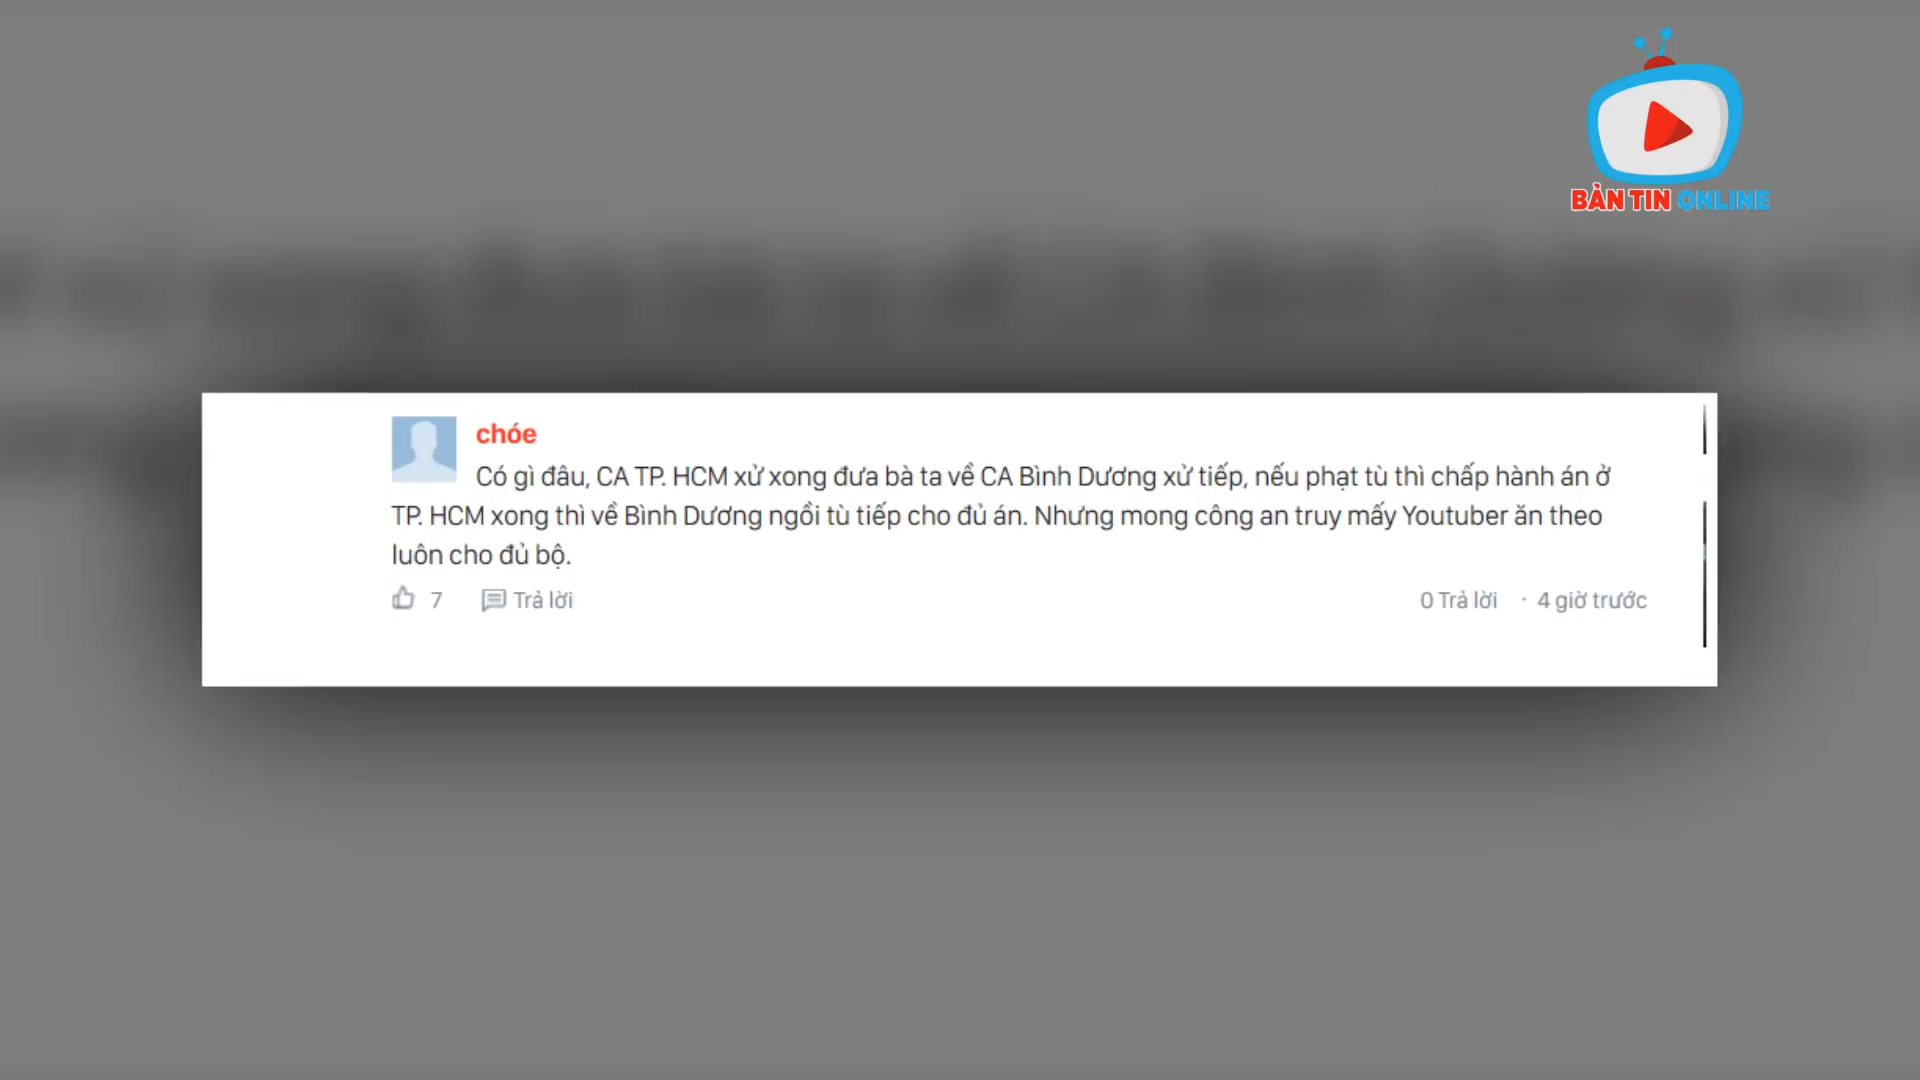 BẢN TIN ONLINE
chóe
Có gì đâu, CA TP. HCM xử xong đưa bà ta về CA Bình Dương xử tiếp, nếu phạt tù thì chấp hành án ở
TP. HCM xong thì về Bình Dương ngồi tù tiếp cho đủ án. Nhưng mong công an truy mấy Youtuber ăn theo
luôn cho đủ bộ.
7 Trả lời 0 Trả lời · 4 giờ trước